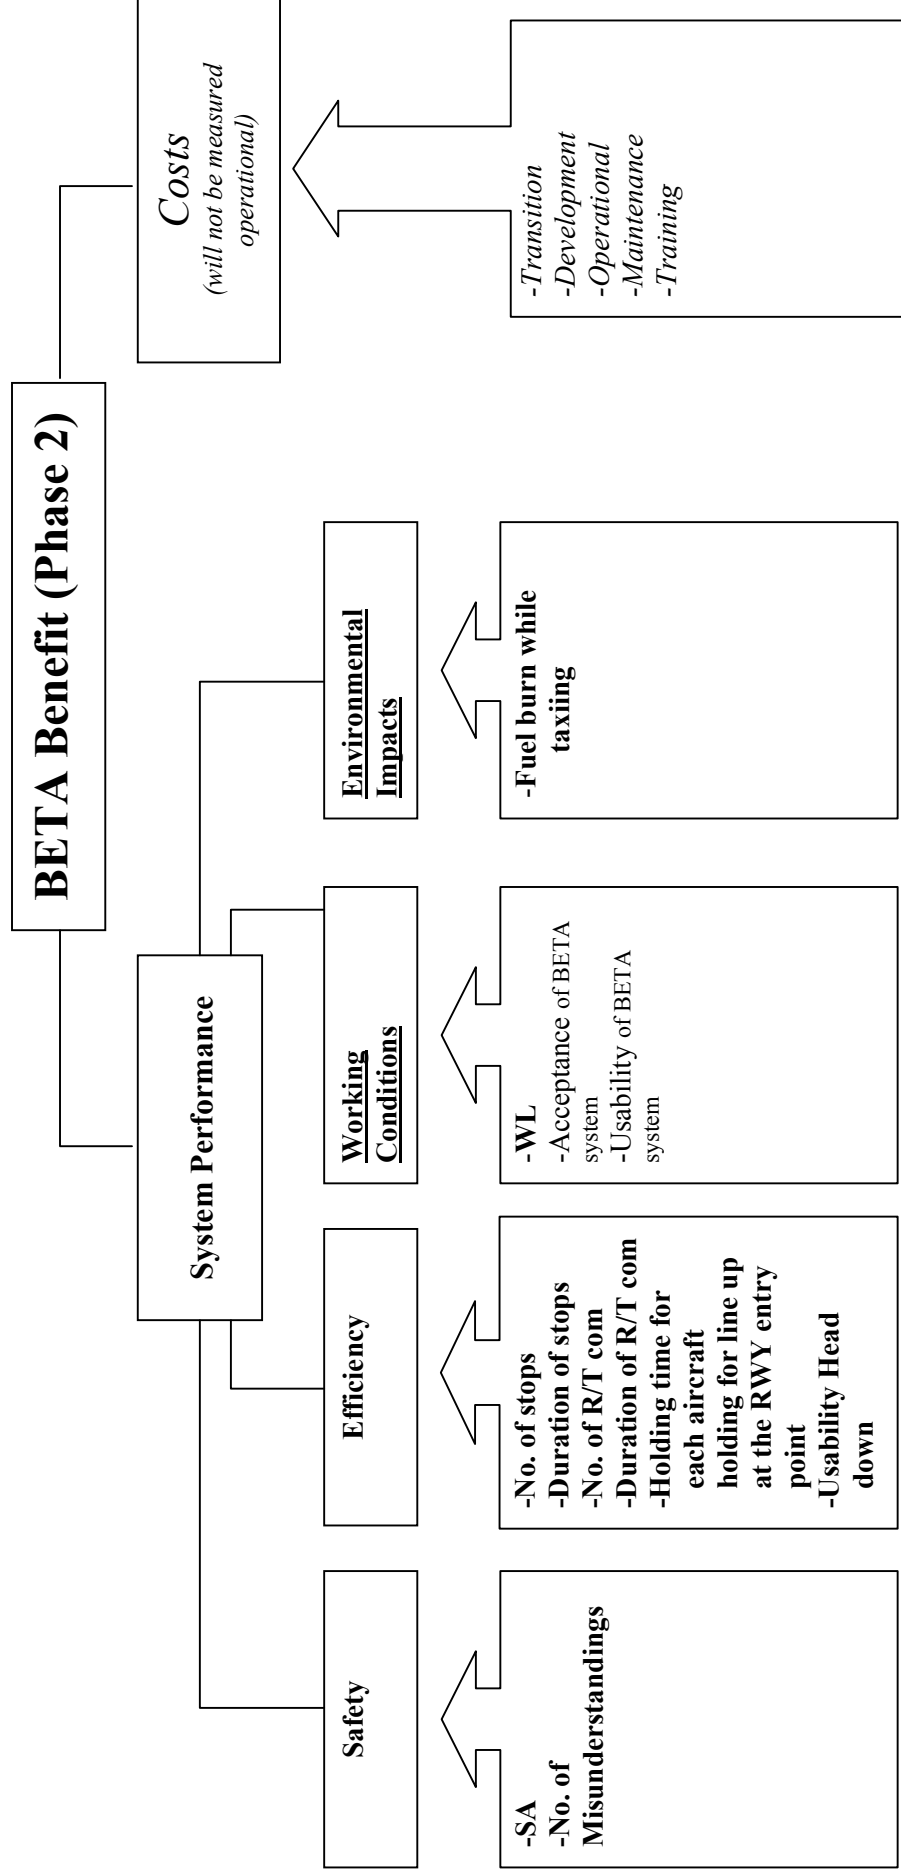 BETA Benefit (Phase 2)
System Performance
Costs
(will not be measured
operational)
Safety
Efficiency
Working
Conditions
Environmental
Impacts
-SA
-No. of
Misunderstandings
-No. of stops
-Duration of stops
-No. of R/T com
-Duration of R/T com
-Holding time for
each aircraft
holding for line up
at the RWY entry
point
-Usability Head
down
-WL
-Acceptance of BETA
system
-Usability of BETA
system
-Fuel burn while
taxiing
-Transition
-Development
-Operational
-Maintenance
-Training